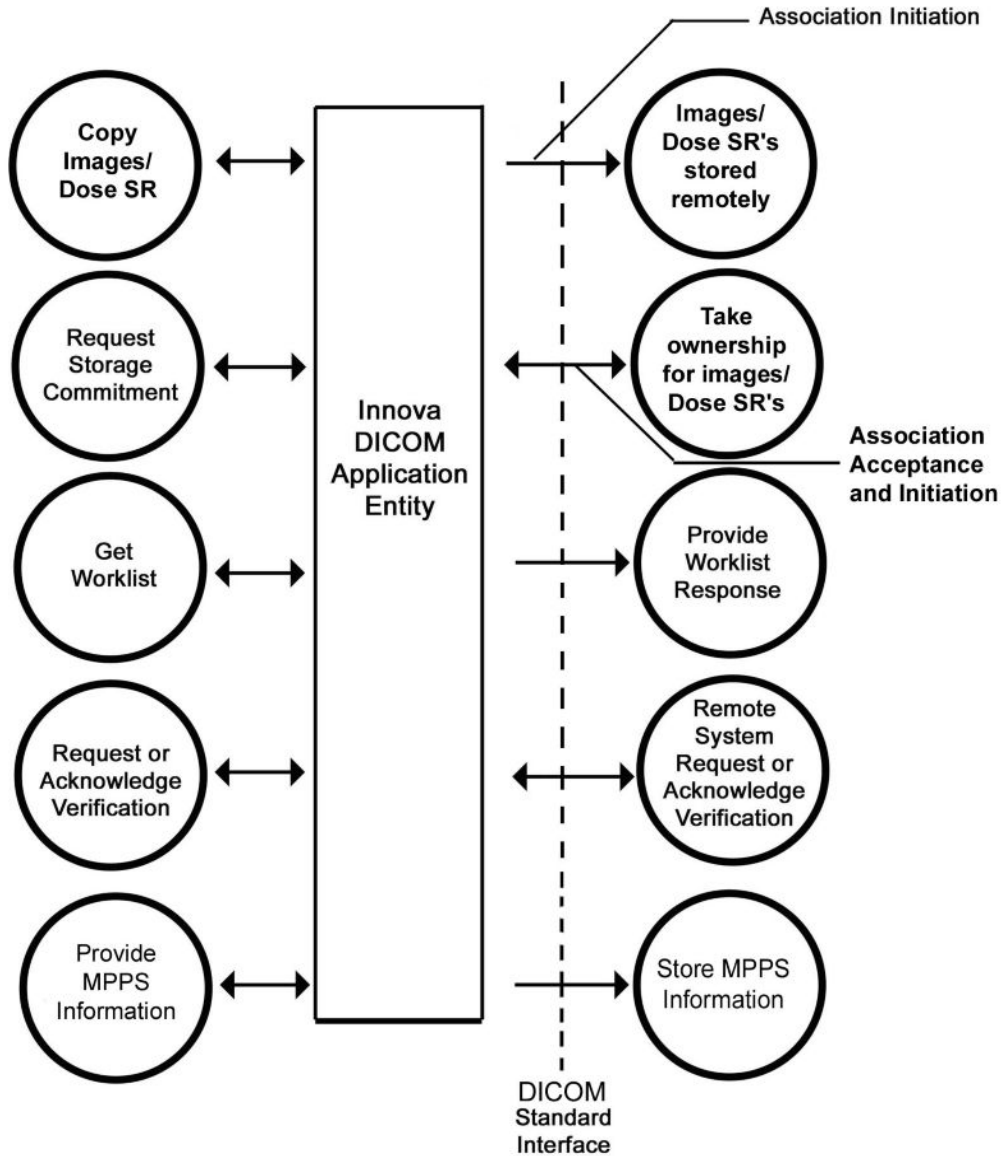 Association Initiation
Copy
Images/
Dose SR
Images/
Dose SR's
stored
remotely
Request
Storage
Commitment
Take
ownership
for images/
Dose SR's
Innova
DICOM
Application
Entity
Association
Acceptance
and Initiation
Get
Worklist
Provide
Worklist
Response
Request or
Acknowledge
Verification
Remote
System
Request or
Acknowledge
Verification
Provide
MPPS
Information
Store MPPS
Information
DICOM
Standard
Interface